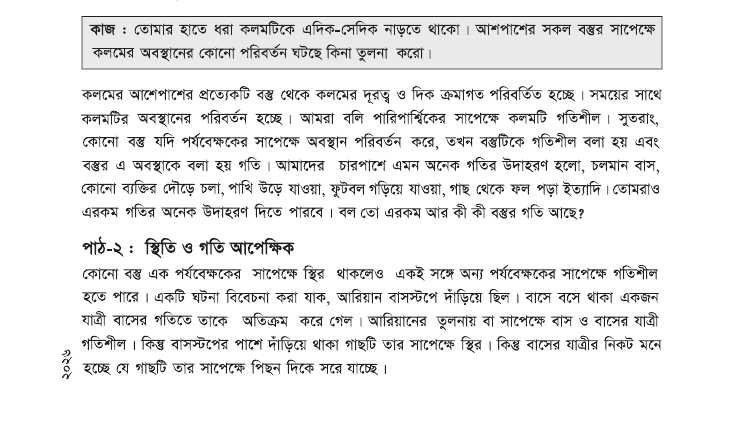 কাজ : তোমার হাতে ধরা কলমটিকে এদিক-সেদিক নাড়তে থাকো। আশপাশের সকল বস্তুর সাপেক্ষে
কলমের অবস্থানের কোনো পরিবর্তন ঘটছে কিনা তুলনা করো।
কলমের আশেপাশের প্রত্যেকটি বস্তু থেকে কলমের দূরত্ব ও দিক ক্রমাগত পরিবর্তিত হচ্ছে। সময়ের সাথে
কলমটির অবস্থানের পরিবর্তন হচ্ছে। আমরা বলি পারিপার্শ্বিকের সাপেক্ষে কলমটি গতিশীল। সুতরাং,
কোনো বস্তু যদি পর্যবেক্ষকের সাপেক্ষে অবস্থান পরিবর্তন করে, তখন বস্তুটিকে গতিশীল বলা হয় এবং
বস্তুর এ অবস্থাকে বলা হয় গতি। আমাদের চারপাশে এমন অনেক গতির উদাহরণ হলো, চলমান বাস,
কোনো ব্যক্তির দৌড়ে চলা, পাখি উড়ে যাওয়া, ফুটবল গড়িয়ে যাওয়া, গাছ থেকে ফল পড়া ইত্যাদি। তোমরাও
এরকম গতির অনেক উদাহরণ দিতে পারবে। বল তো এরকম আর কী কী বস্তুর গতি আছে?
পাঠ-২ : স্থিতি ও গতি আপেক্ষিক
কোনো বস্তু এক পর্যবেক্ষকের সাপেক্ষে স্থির থাকলেও একই সঙ্গে অন্য পর্যবেক্ষকের সাপেক্ষে গতিশীল
হতে পারে। একটি ঘটনা বিবেচনা করা যাক, আরিয়ান বাসস্টপে দাঁড়িয়ে ছিল। বাসে বসে থাকা একজন
যাত্রী বাসের গতিতে তাকে অতিক্রম করে গেল। আরিয়ানের তুলনায় বা সাপেক্ষে বাস ও বাসের যাত্রী
গতিশীল। কিন্তু বাসস্টপের পাশে দাঁড়িয়ে থাকা গাছটি তার সাপেক্ষে স্থির। কিন্তু বাসের যাত্রীর নিকট মনে
হচ্ছে যে গাছটি তার সাপেক্ষে পিছন দিকে সরে যাচ্ছে।
২০২৬